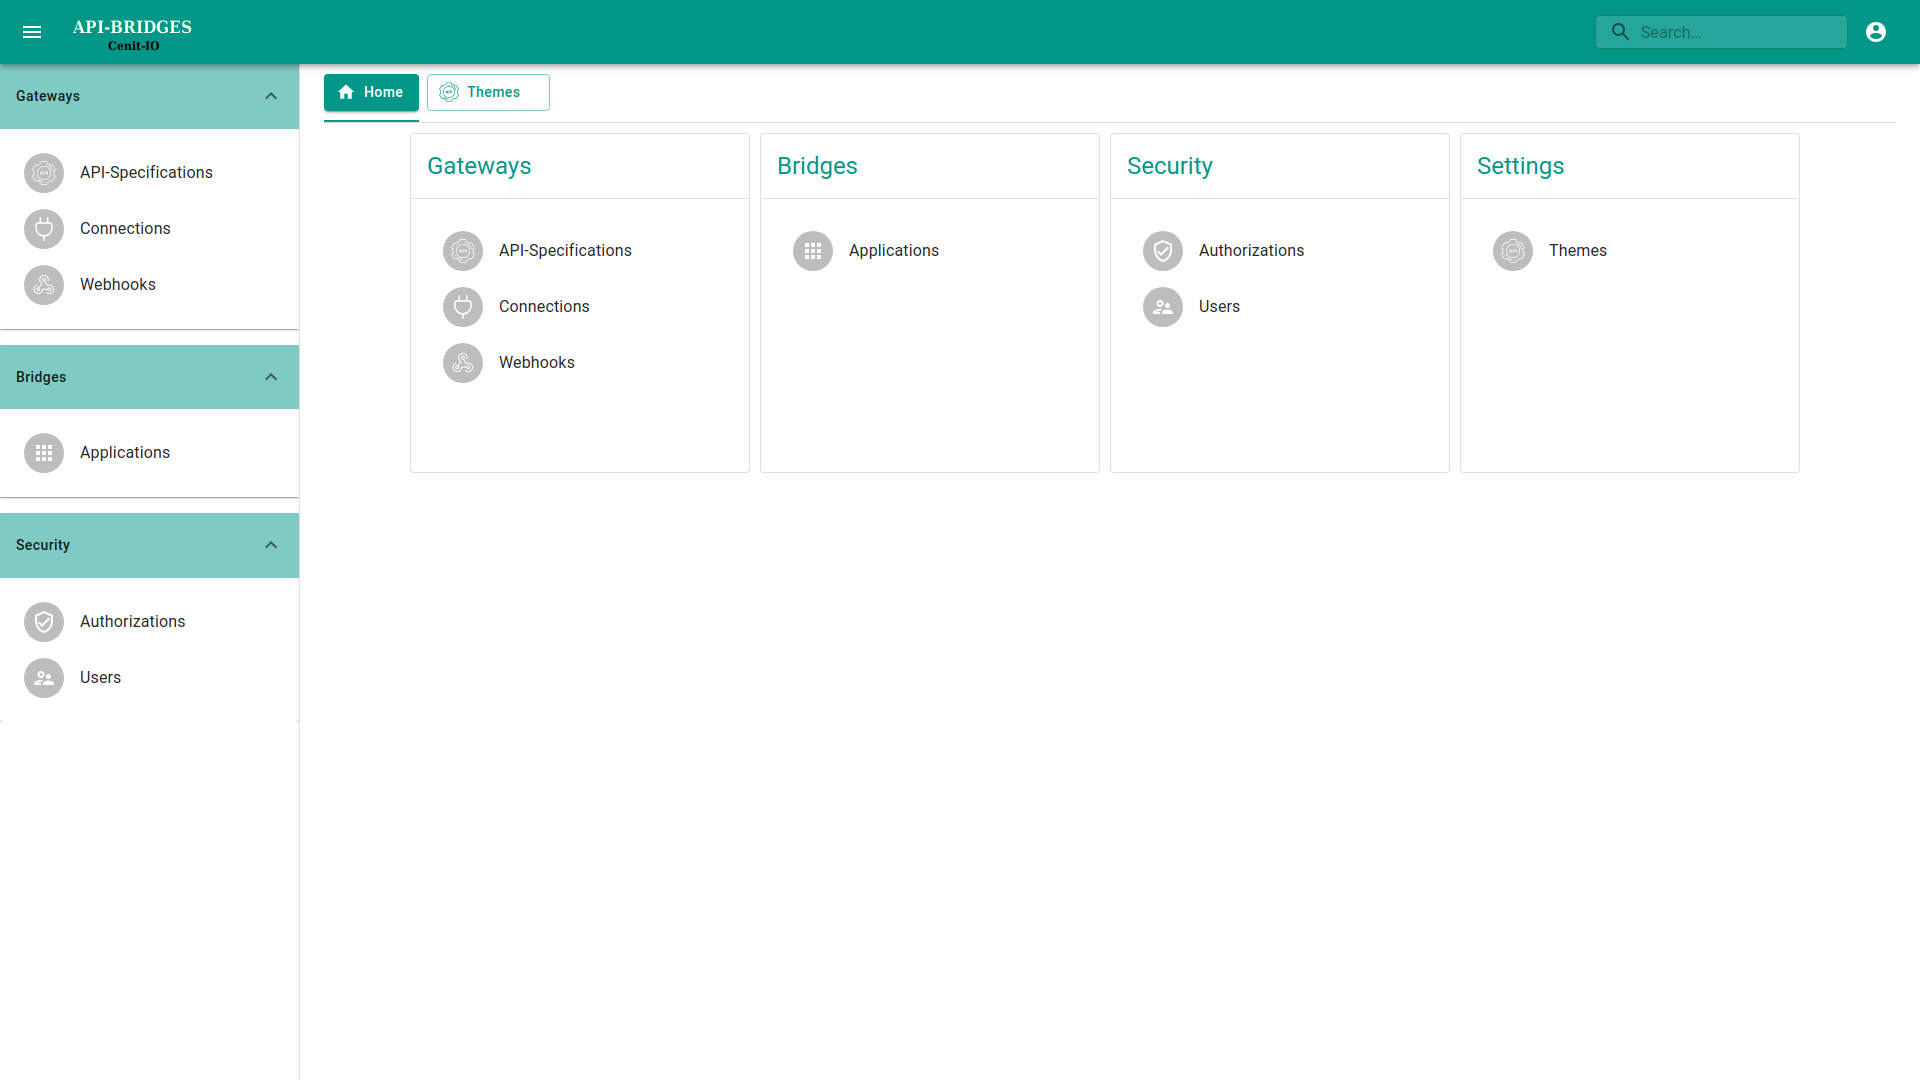 API-BRIDGES
Cenit-IO
Search...
Gateways
API-Specifications
Connections
Webhooks
Bridges
Applications
Security
Authorizations
Users
Home
Themes
Gateways
API-Specifications
Connections
Webhooks
Bridges
Applications
Security
Authorizations
Users
Settings
Themes